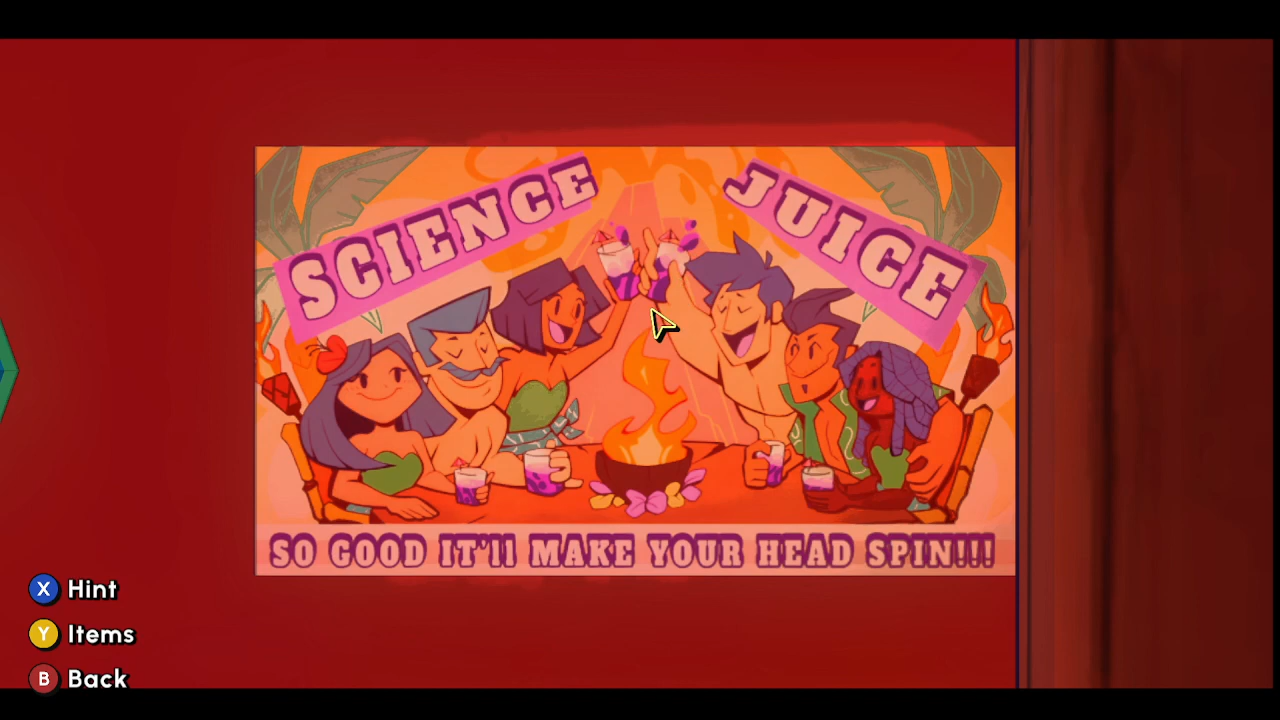 SCIENCE
JUICE
SO GOOD IT'll MAKE YOUR HEAD SPIN!!!
X Hint
Y Items
B Back